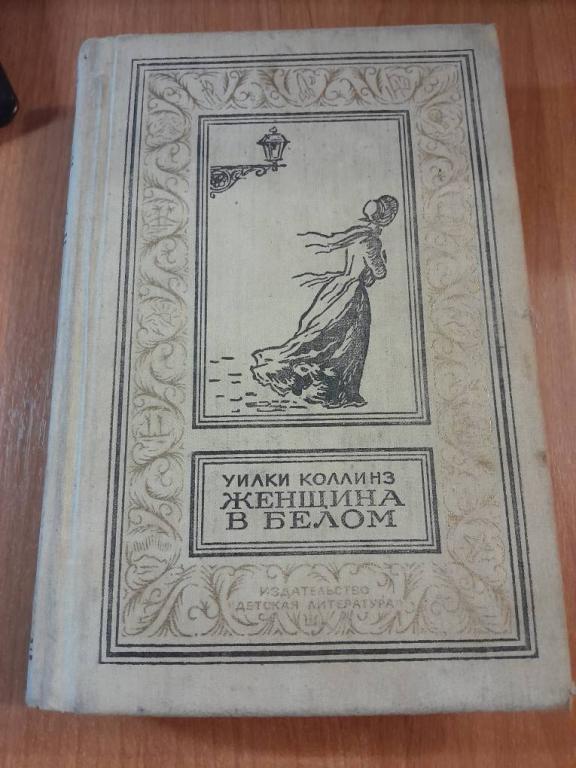 УИЛКИ КОЛЛИНЗ
ЖЕНЩИНА
В БЕЛОМ
ИЗДАТЕЛЬСТВО
"ДЕТСКАЯ ЛИТЕРАТУРА"